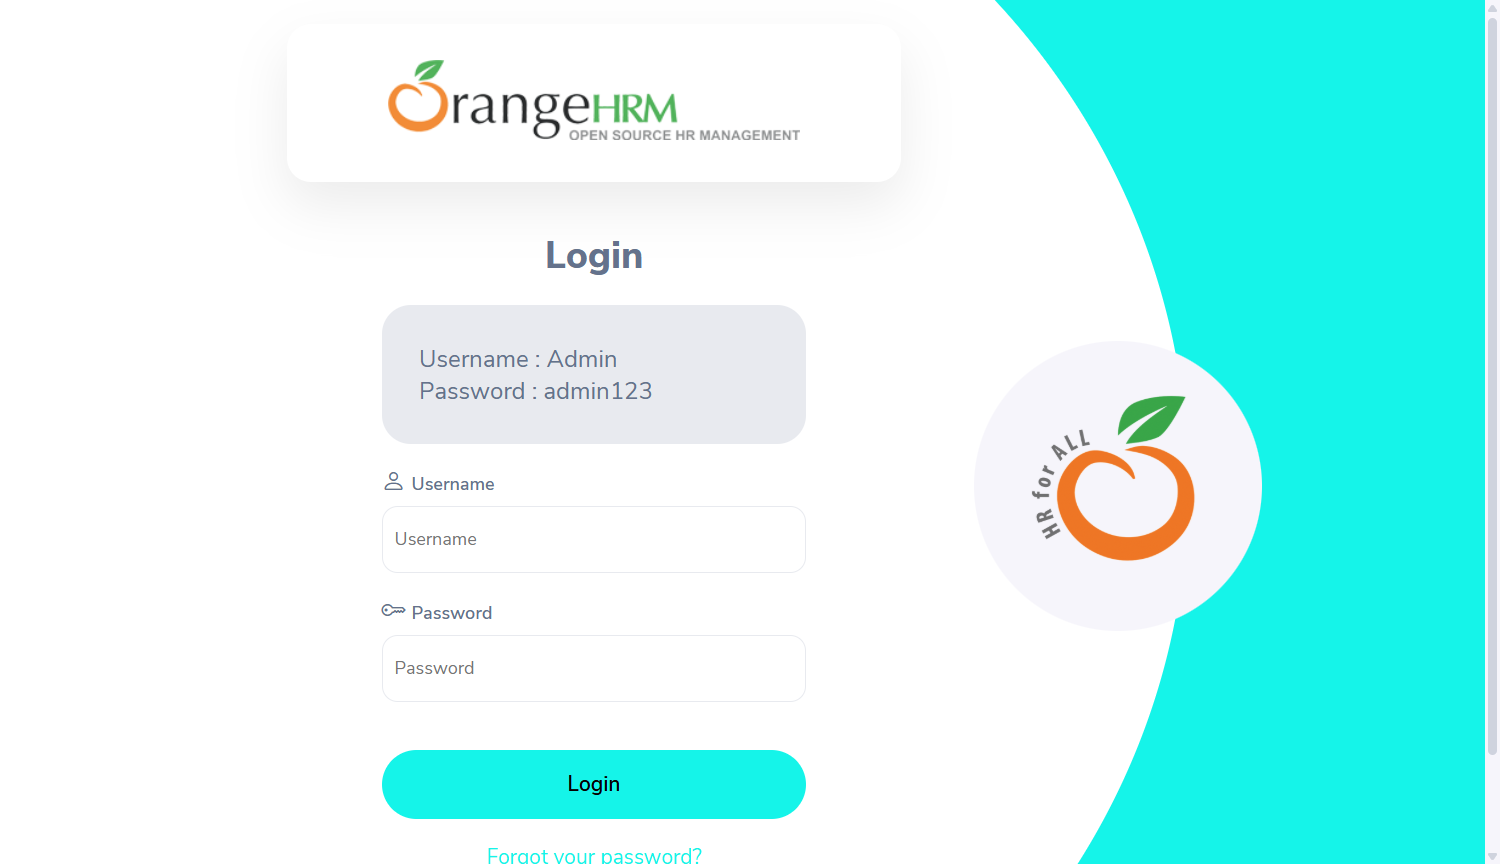 OrangeHRM
OPEN SOURCE HR MANAGEMENT
Login
Username : Admin
Password : admin123
Username
Username
Password
Password
Login
Forgot your password?
HR for ALL